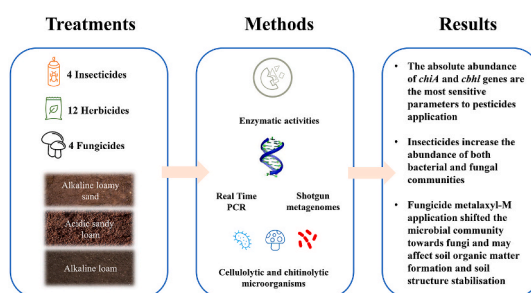 Treatments
4 Insecticides
12 Herbicides
4 Fungicides
Alkaline loamy
sand
Acidic sandy
loam
Alkaline loam
Methods
Enzymatic activities
Real Time
PCR
Shotgun
metagenomes
Cellulolytic and chitinolytic
microorganisms
Results
• The absolute abundance
of chiA and cbhI genes are
the most sensitive
parameters to pesticides
application
• Insecticides increase the
abundance of both
bacterial and fungal
communities
• Fungicide metalaxyl-M
application shifted the
microbial community
towards fungi and may
affect soil organic matter
formation and soil
structure stabilisation